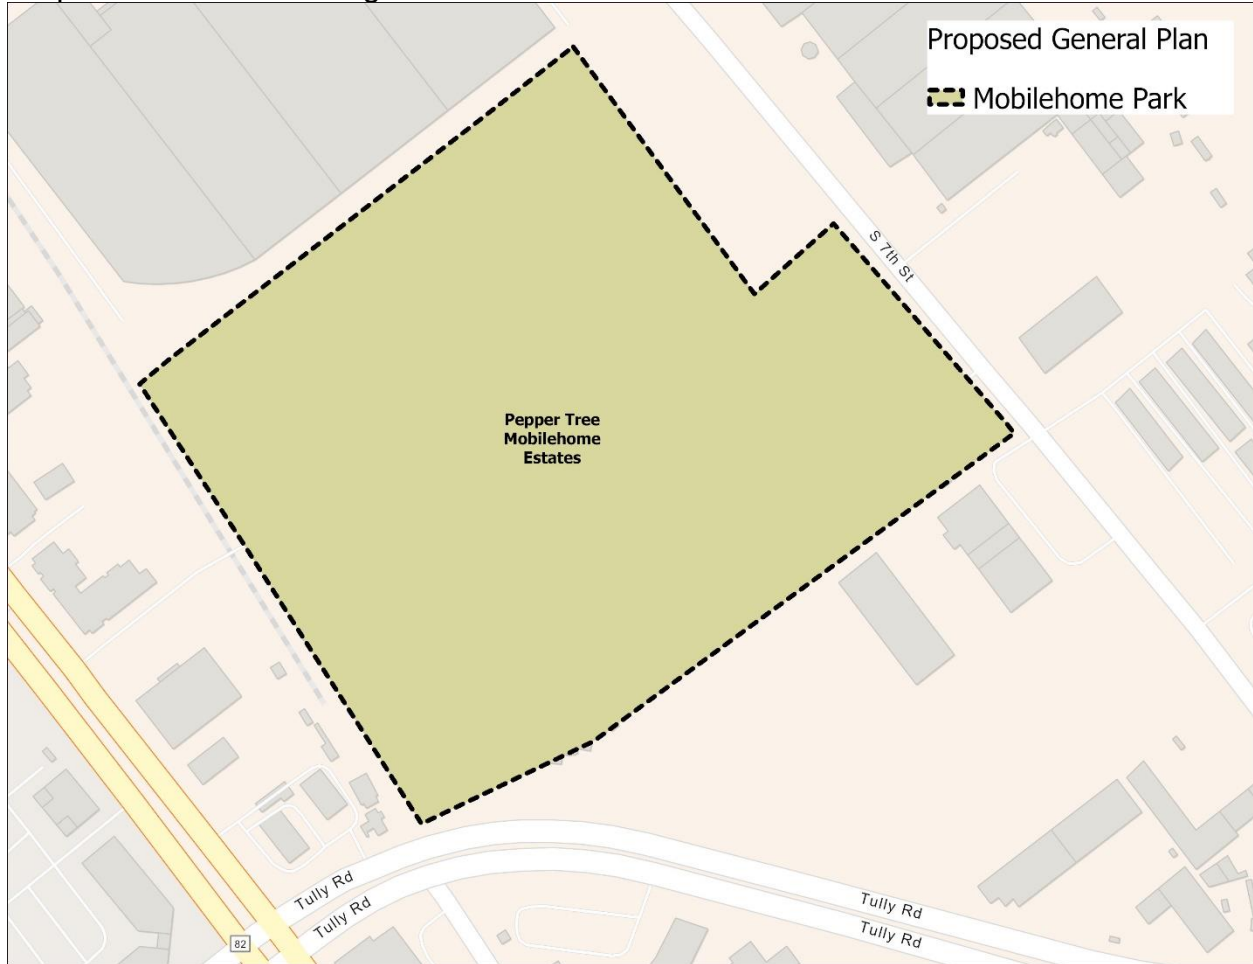 Proposed General Plan
Mobilehome Park
S 7th St
Pepper Tree
Mobilehome
Estates
Tully Rd
Tully Rd
Tully Rd
Tully Rd
82